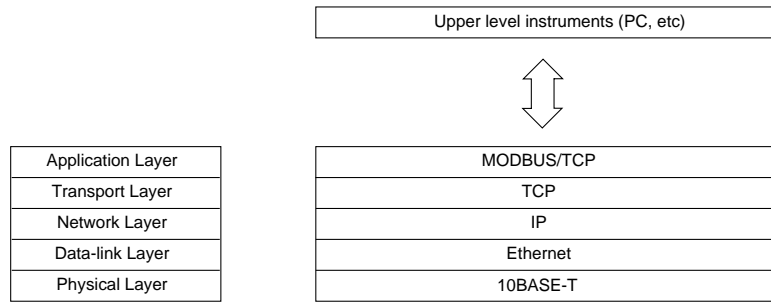 Upper level instruments (PC, etc)
Application Layer MODBUS/TCP
Transport Layer TCP
Network Layer IP
Data-link Layer Ethernet
Physical Layer 10BASE-T